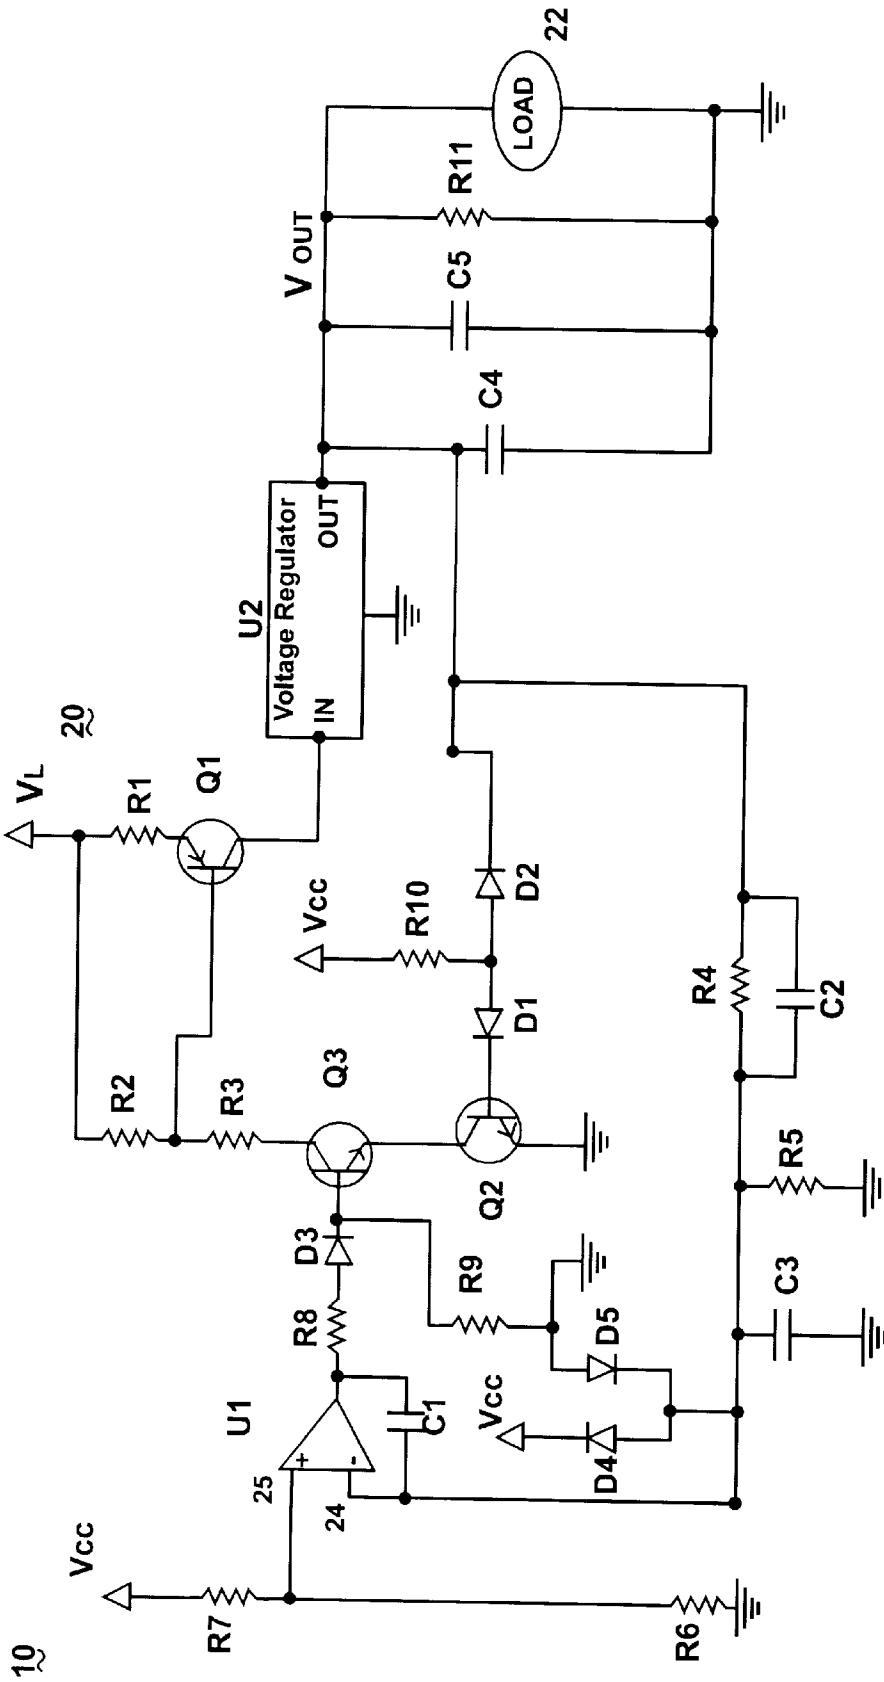 10
20
VL
R1
Q1
U2
Voltage Regulator
IN
OUT
V OUT
C5
R11
LOAD
22
C4
R2
R3
Q3
Vcc
R10
D1
D2
Q2
Vcc
R7
25
24
+
-
U1
C1
R8
D3
R9
Vcc
D4
D5
R6
C3
R5
R4
C2